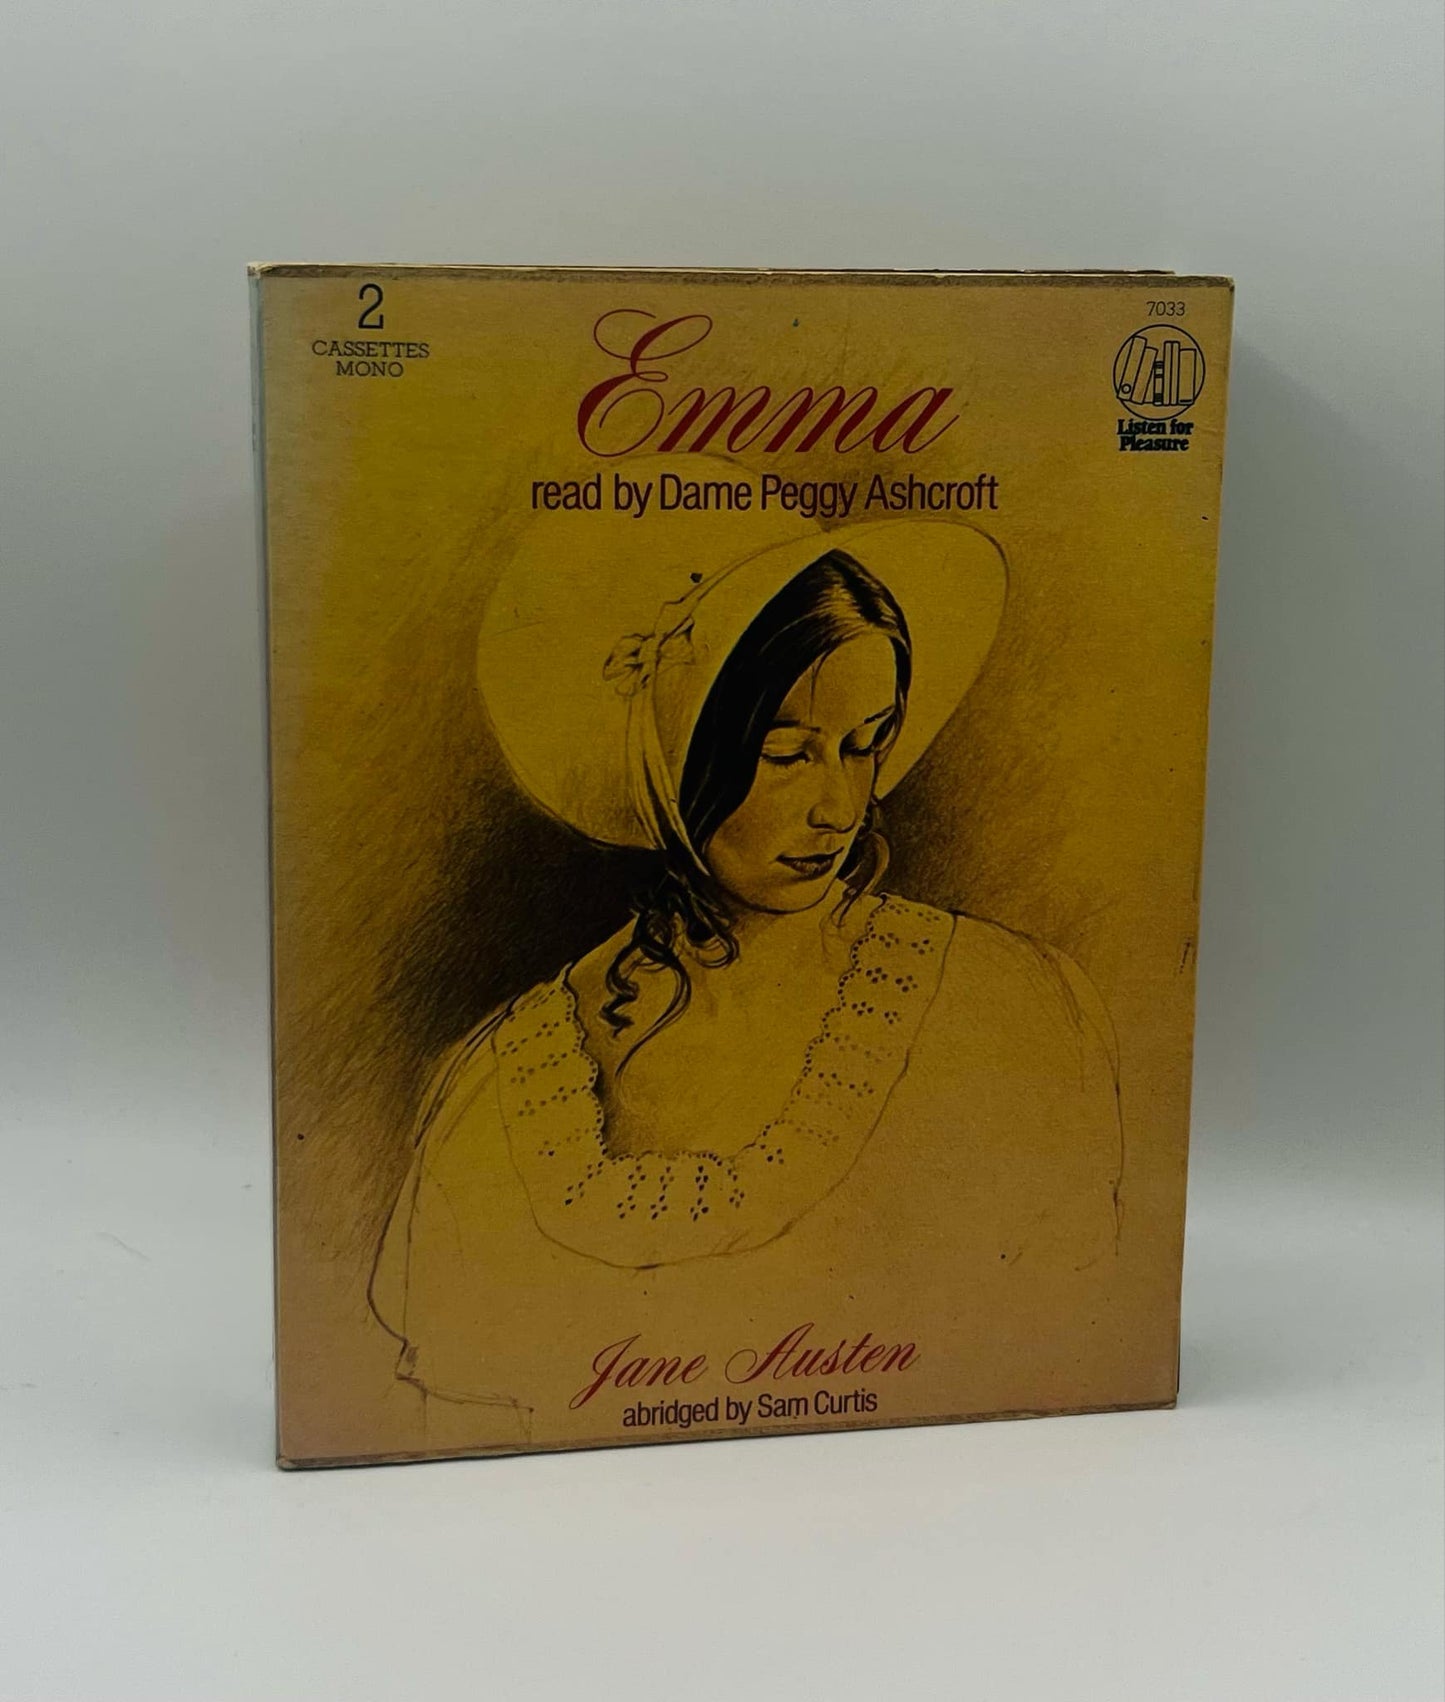 2
CASSETTES
MONO
7033
Listen for
Pleasure
Emma
read by Dame Peggy Ashcroft
Jane Austen
abridged by Sam Curtis